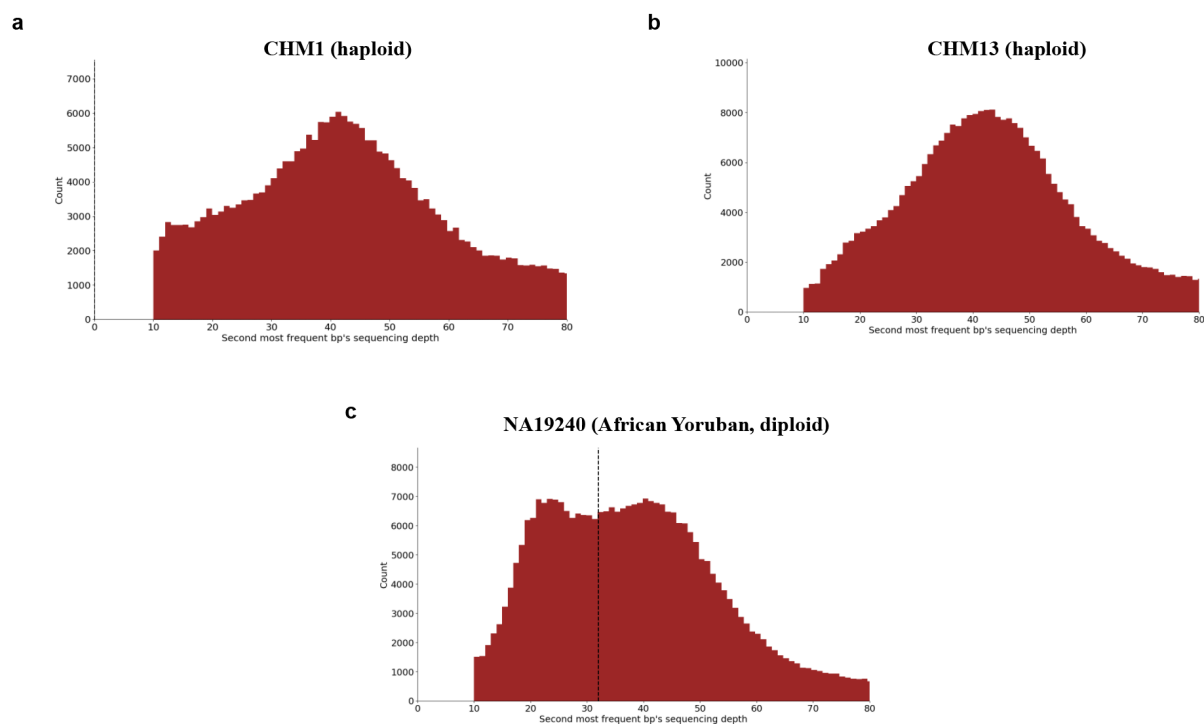 a
CHM1 (haploid)
7000
6000
5000
4000
3000
2000
1000
0
Count
0 10 20 30 40 50 60 70 80
Second most frequent bp's sequencing depth
b
CHM13 (haploid)
10000
8000
6000
4000
2000
0
Count
0 10 20 30 40 50 60 70 80
Second most frequent bp's sequencing depth
c
NA19240 (African Yoruban, diploid)
8000
7000
6000
5000
4000
3000
2000
1000
0
Count
0 10 20 30 40 50 60 70 80
Second most frequent bp's sequencing depth